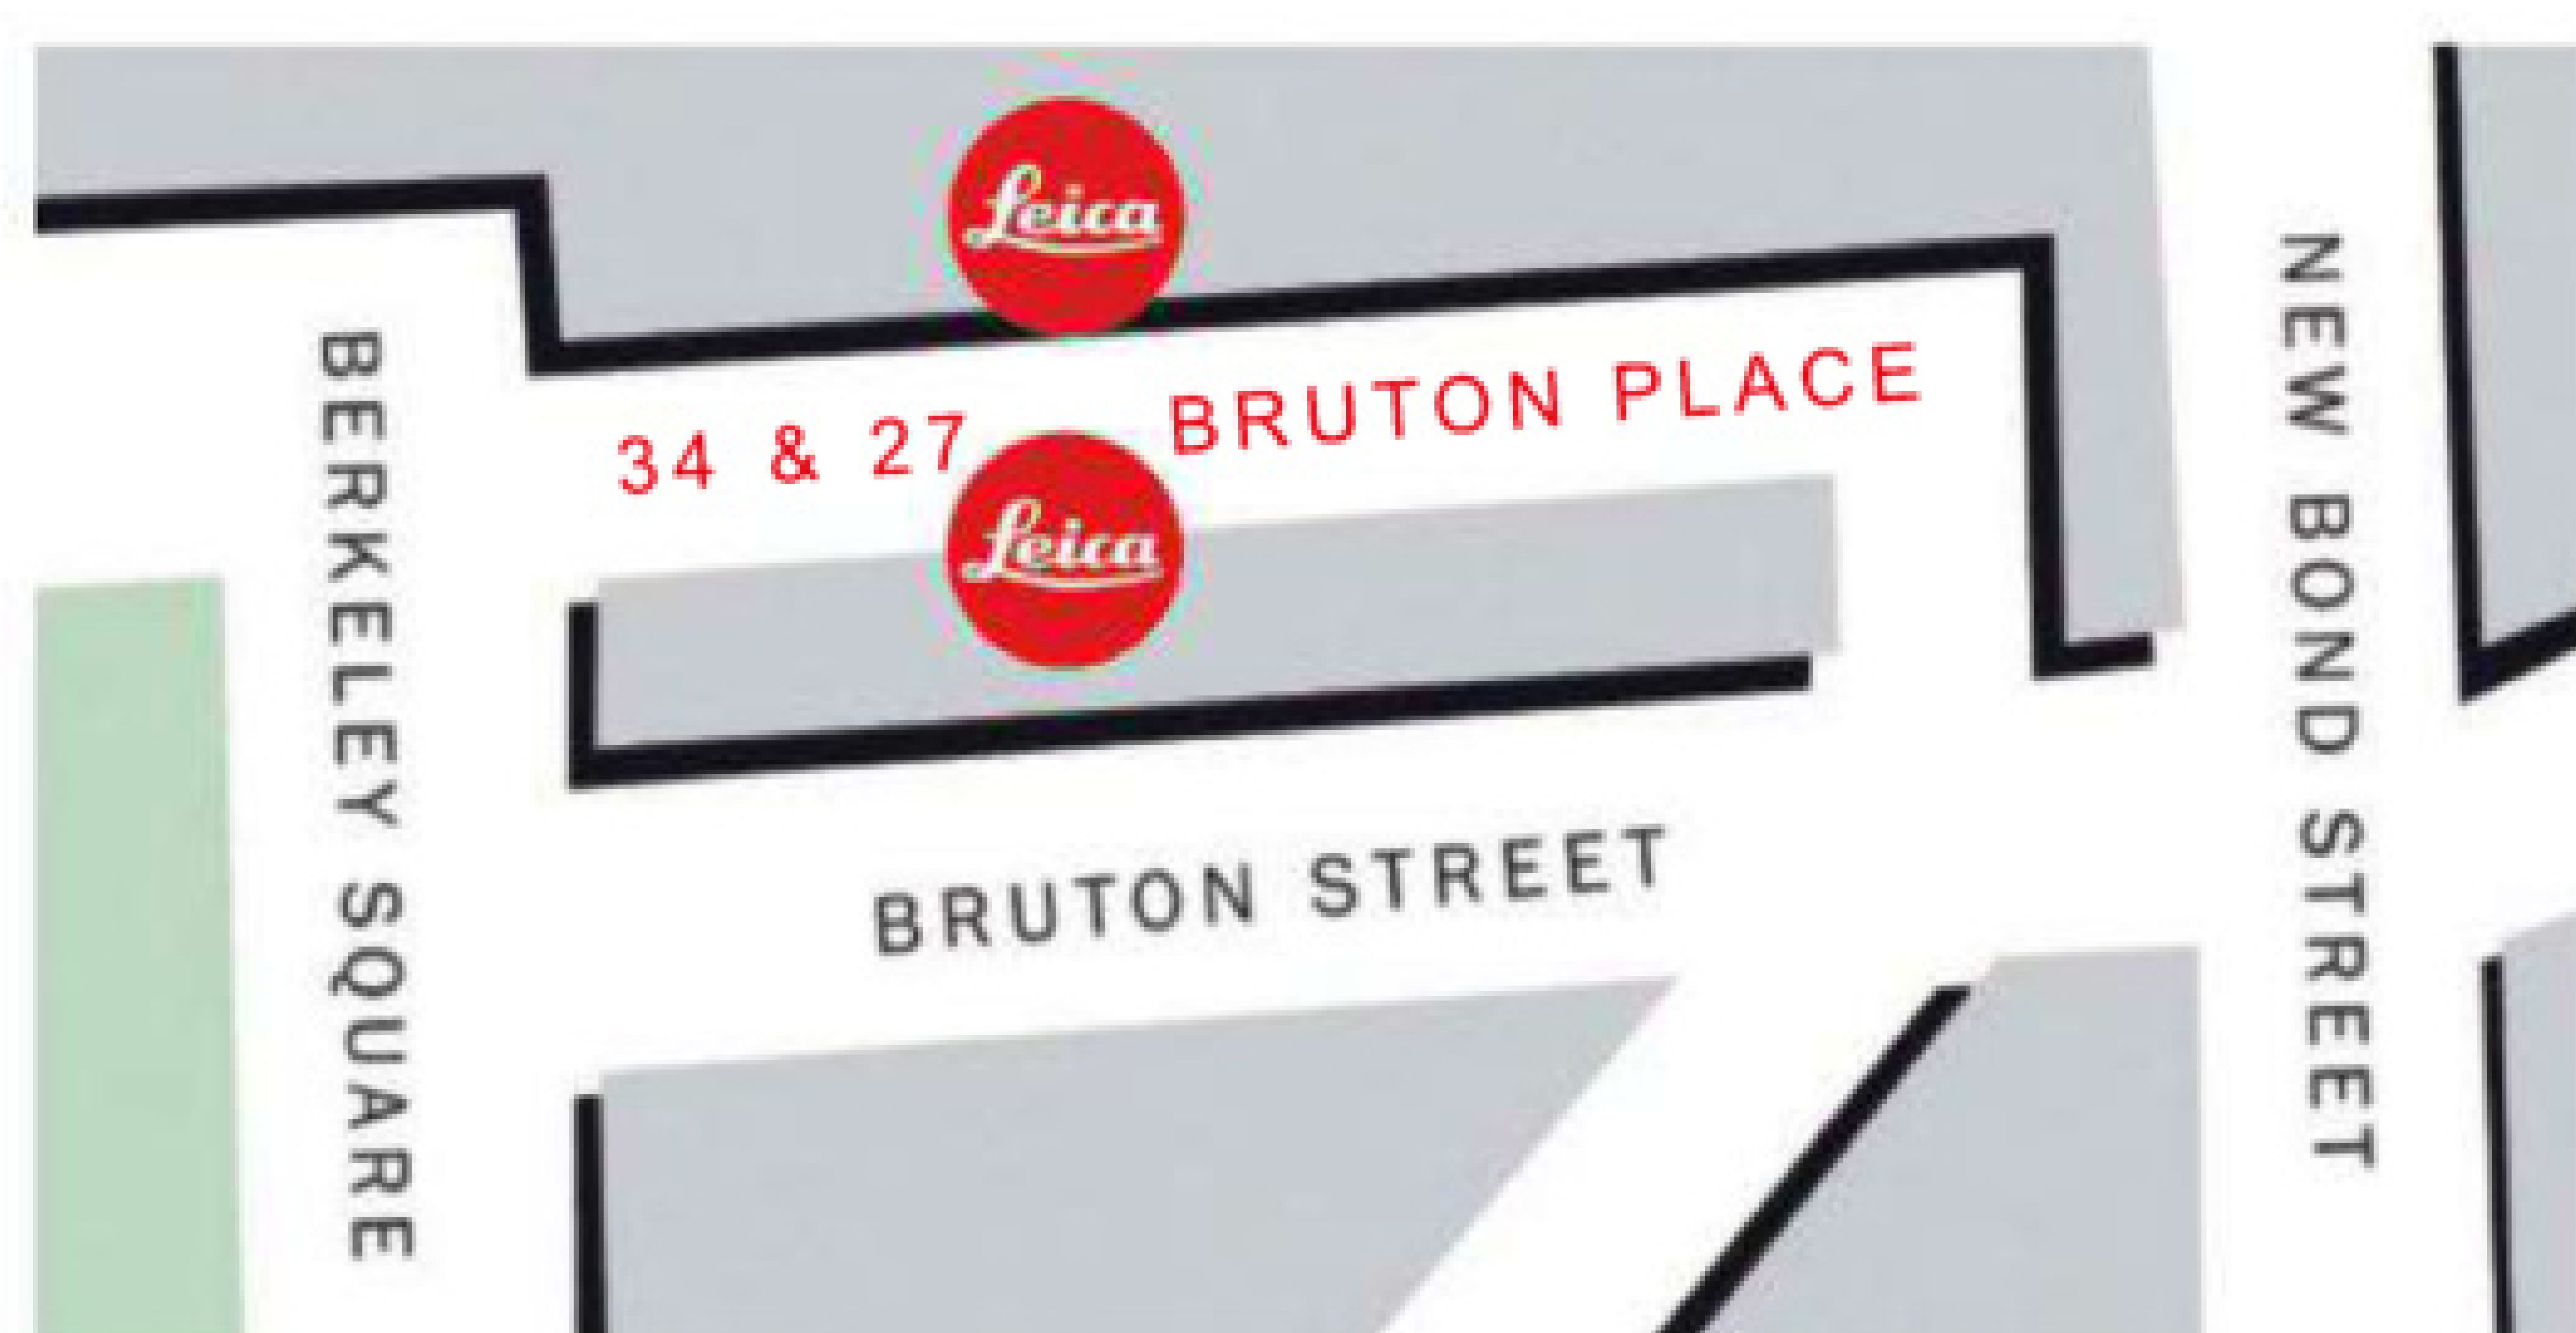 Leica
34 & 27 BRUTON PLACE
Leica
BERKELEY SQUARE
NEW BOND STREET
BRUTON STREET